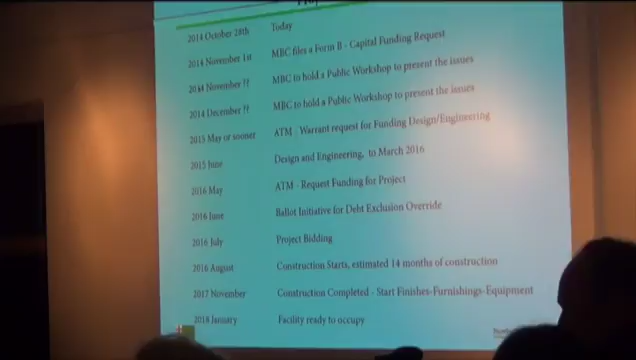 2014 October 28th Today
2014 November 1st MBC files a Form B - Capital Funding Request
2014 November ?? MBC to hold a Public Workshop to present the issues
2014 December ?? MBC to hold a Public Workshop to present the issues
2015 May or sooner ATM - Warrant request for Funding Design/Engineering
2015 June Design and Engineering, to March 2016
2016 May ATM - Request Funding for Project
2016 June Ballot Initiative for Debt Exclusion Override
2016 July Project Bidding
2016 August Construction Starts, estimated 14 months of construction
2017 November Construction Completed - Start Finishes-Furnishings-Equipment
2018 January Facility ready to occupy